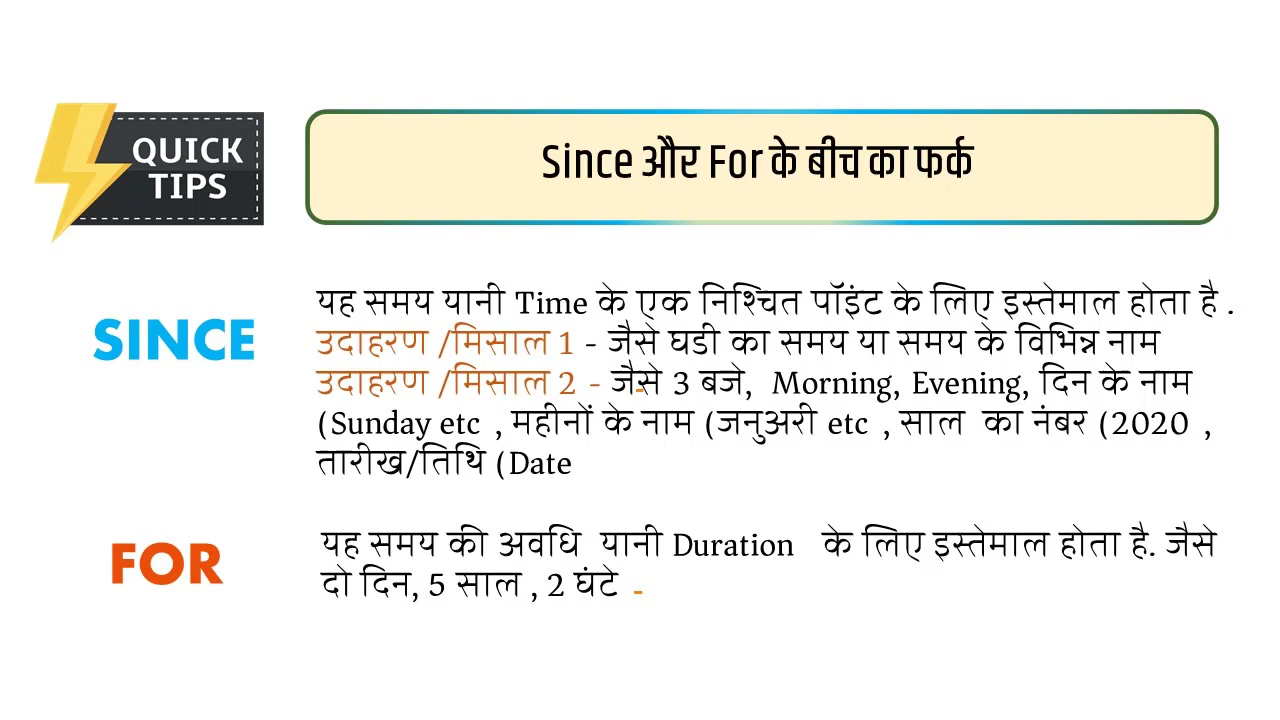 QUICK
TIPS
Since और For के बीच का फर्क
SINCE
यह समय यानी Time के एक निश्चित पॉइंट के लिए इस्तेमाल होता है .
उदाहरण /मिसाल 1 - जैसे घडी का समय या समय के विभिन्न नाम
उदाहरण /मिसाल 2 - जैसे 3 बजे, Morning, Evening, दिन के नाम
(Sunday etc , महीनों के नाम (जनुअरी etc , साल का नंबर (2020 ,
तारीख/तिथि (Date
FOR
यह समय की अवधि यानी Duration के लिए इस्तेमाल होता है. जैसे
दो दिन, 5 साल , 2 घंटे -